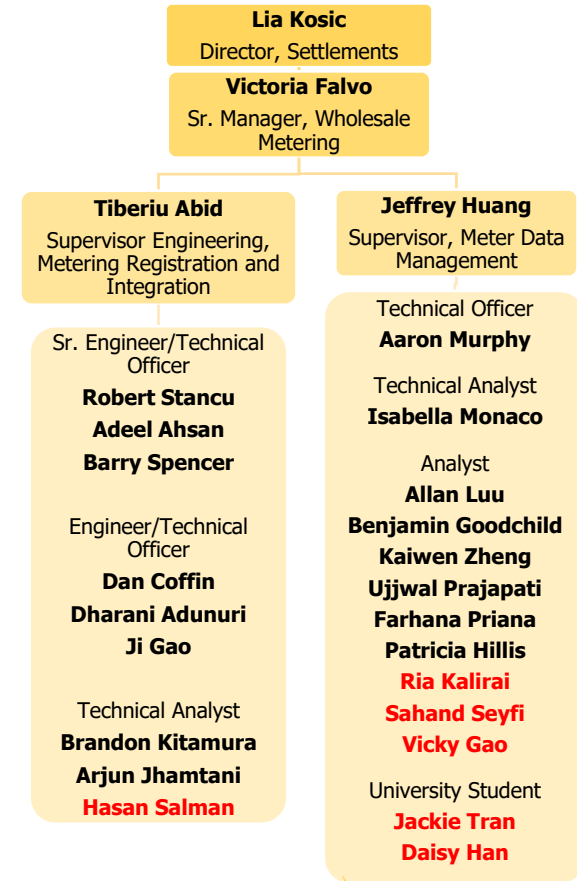 Lia Kosic
Director, Settlements
Victoria Falvo
Sr. Manager, Wholesale
Metering
Tiberiu Abid
Supervisor Engineering,
Metering Registration and
Integration
Sr. Engineer/Technical
Officer
Robert Stancu
Adeel Ahsan
Barry Spencer
Engineer/Technical
Officer
Dan Coffin
Dharani Adunuri
Ji Gao
Technical Analyst
Brandon Kitamura
Arjun Jhamtani
Hasan Salman
Jeffrey Huang
Supervisor, Meter Data
Management
Technical Officer
Aaron Murphy
Technical Analyst
Isabella Monaco
Analyst
Allan Luu
Benjamin Goodchild
Kaiwen Zheng
Ujjwal Prajapati
Farhana Priana
Patricia Hillis
Ria Kalirai
Sahand Seyfi
Vicky Gao
University Student
Jackie Tran
Daisy Han